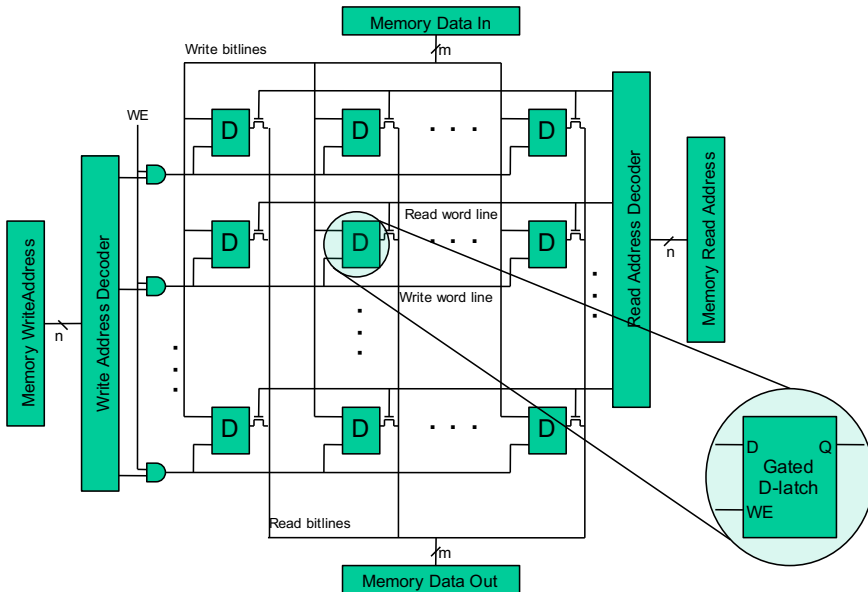 Memory Data In
m
Write bitlines
WE
D
D
. . .
D
Read word line
D
D
. . .
D
Write word line
Memory WriteAddress
n
Write Address Decoder
Read Address Decoder
n
Memory Read Address
D
D
. . .
D
D
Q
Gated
D-latch
WE
Read bitlines
m
Memory Data Out